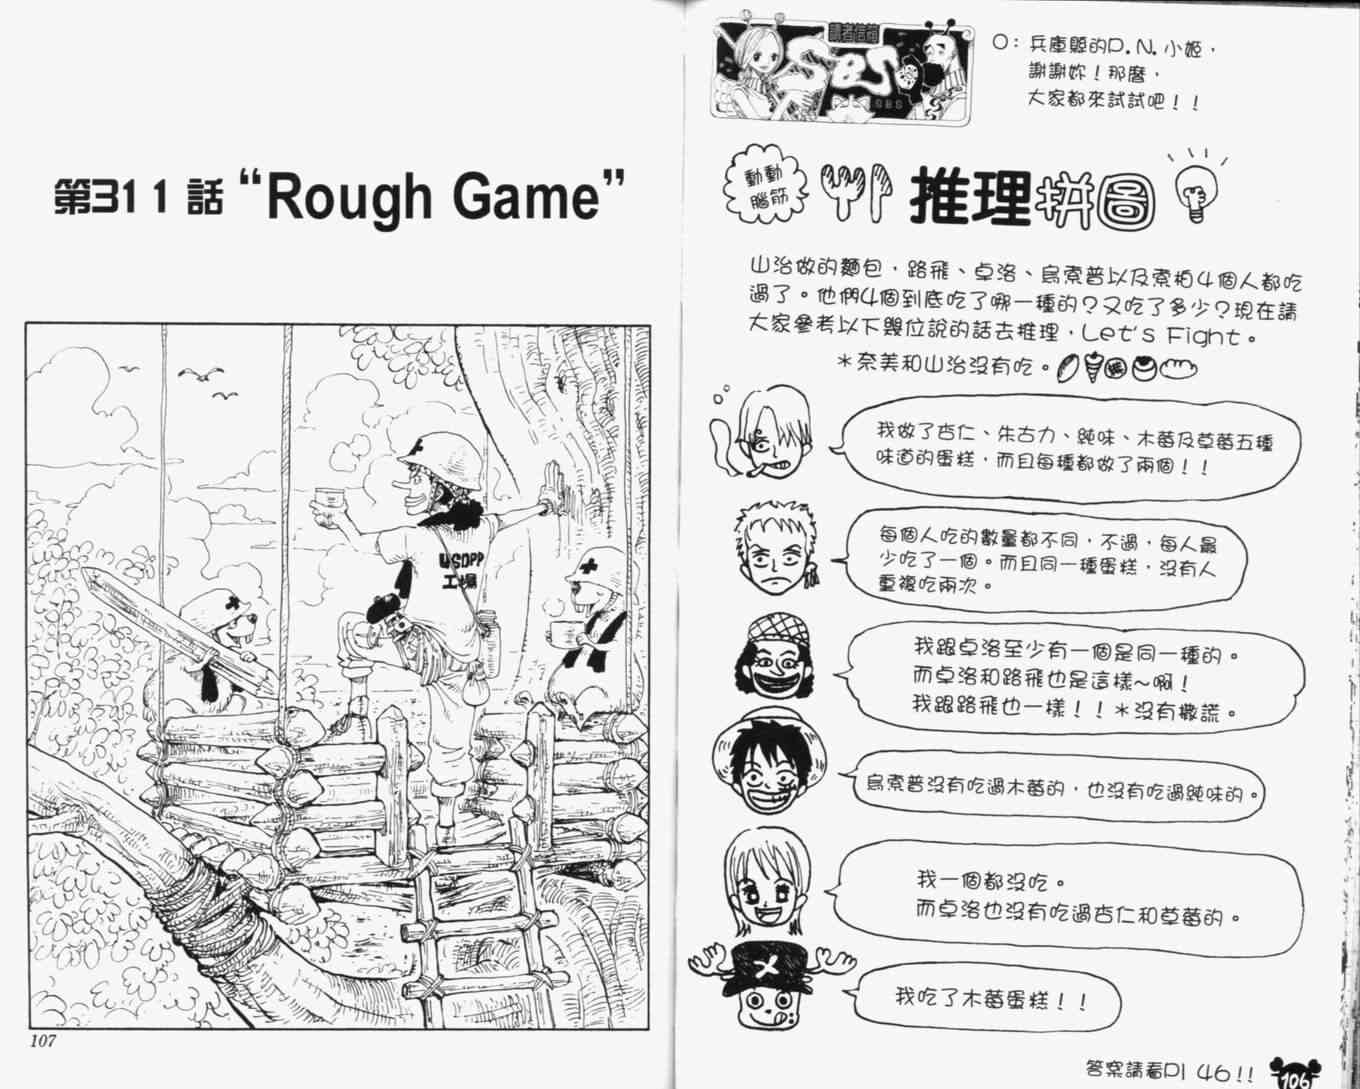 讀者信箱
SBS
SBS
O：兵庫縣的P.N.小姬，
謝謝妳！那麼，
大家都來試試吧！！
動動
腦筋
推理拼圖
山治做的麵包，路飛、卓洛、烏索普以及索柏4個人都吃
過了。他們4個到底吃了哪一種的？又吃了多少？現在請
大家參考以下幾位說的話去推理，Let's Fight。
＊奈美和山治沒有吃。
我做了杏仁、朱古力、純味、木莓及草莓五種
味道的蛋糕，而且每種都做了兩個！！
每個人吃的數量都不同，不過，每人最
少吃了一個。而且同一種蛋糕，沒有人
重複吃兩次。
我跟卓洛至少有一個是同一種的。
而卓洛和路飛也是這樣～啊！
我跟路飛也一樣！！＊沒有撒謊。
烏索普沒有吃過木莓的，也沒有吃過純味的。
我一個都沒吃。
而卓洛也沒有吃過杏仁和草莓的。
我吃了木莓蛋糕！！
答案請看P146!!
106
第311話 “Rough Game”
USOPP
工場
107